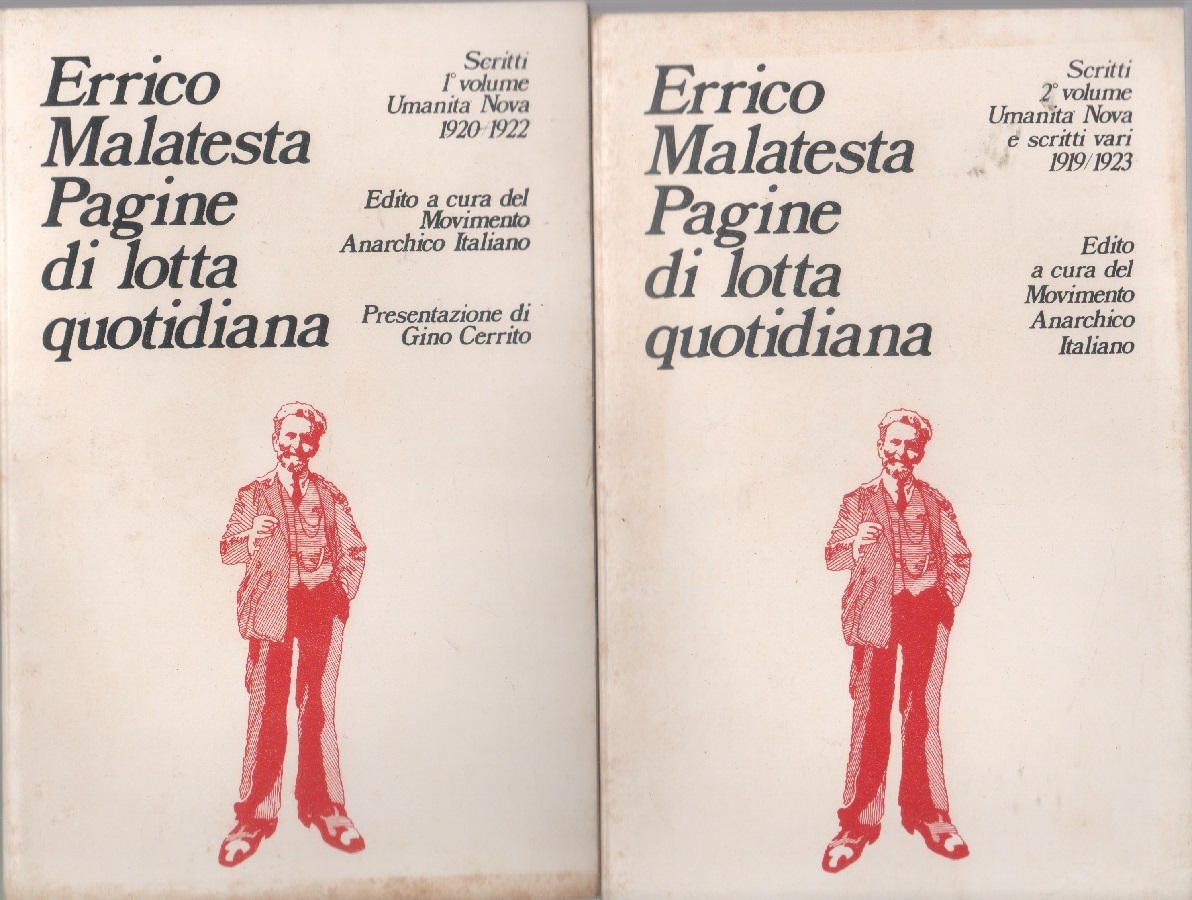 Errico
Malatesta
Pagine
di lotta
quotidiana
Scritti
1° volume
Umanita Nova
1920/1922
Edito a cura del
Movimento
Anarchico Italiano
Presentazione di
Gino Cerrito
Errico
Malatesta
Pagine
di lotta
quotidiana
Scritti
2° volume
Umanita Nova
e scritti vari
1919/1923
Edito
a cura del
Movimento
Anarchico
Italiano